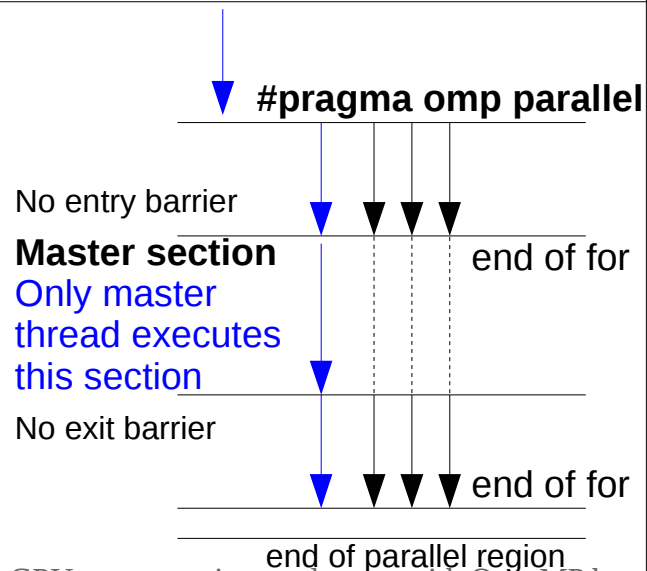 #pragma omp parallel
No entry barrier
Master section
end of for
Only master
thread executes
this section
No exit barrier
end of for
end of parallel region